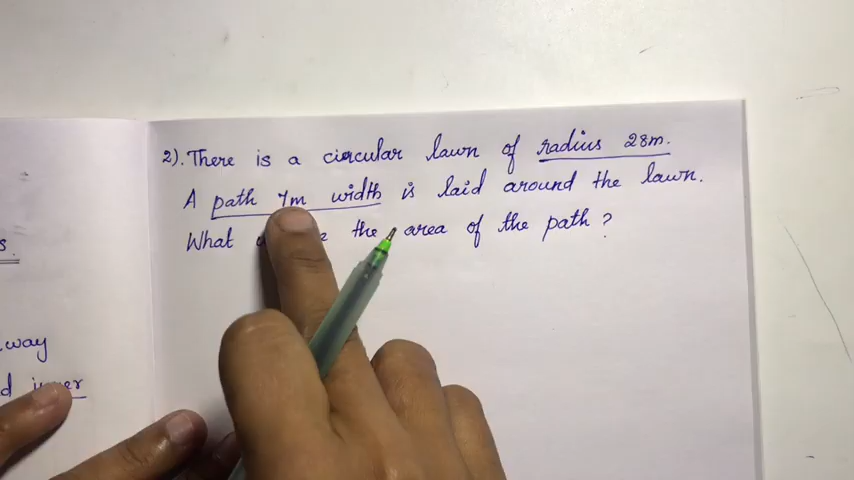 s.
way
d inner
2). There is a circular lawn of radius 28m.
A path 7m width is laid around the lawn.
What the area of the path ?